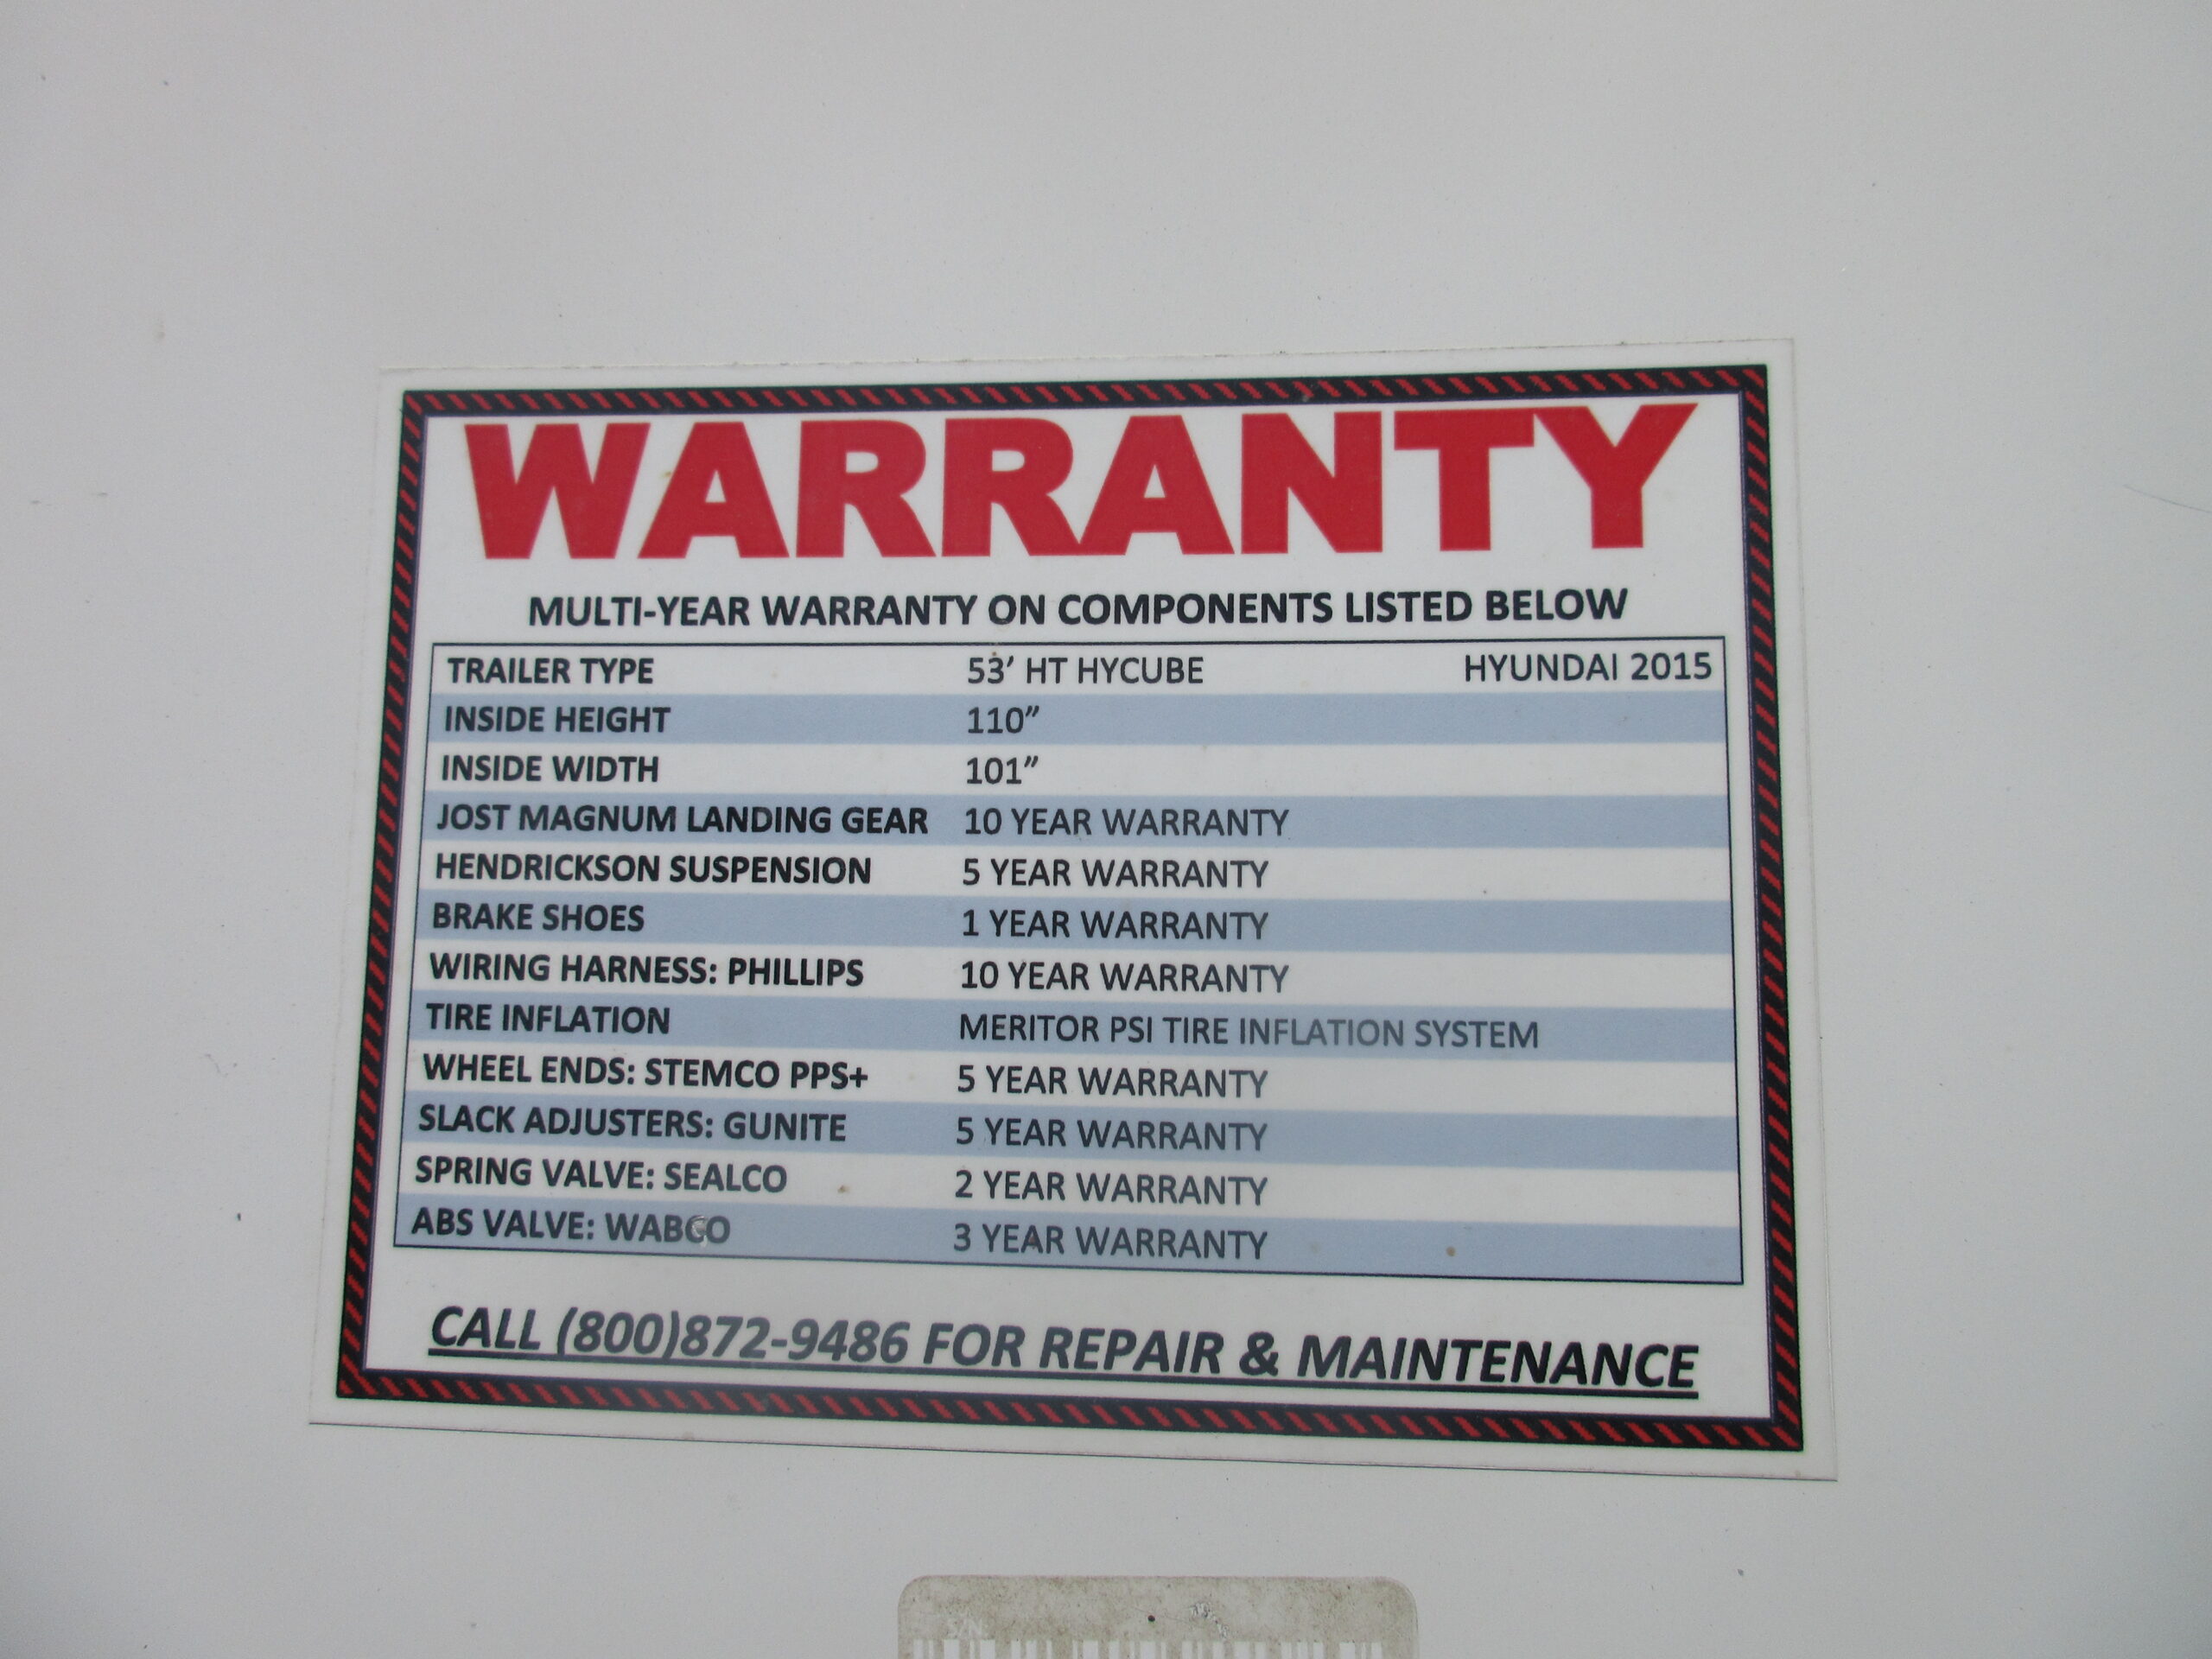 WARRANTY
MULTI-YEAR WARRANTY ON COMPONENTS LISTED BELOW
TRAILER TYPE 53' HT HYCUBE HYUNDAI 2015
INSIDE HEIGHT 110"
INSIDE WIDTH 101"
JOST MAGNUM LANDING GEAR 10 YEAR WARRANTY
HENDRICKSON SUSPENSION 5 YEAR WARRANTY
BRAKE SHOES 1 YEAR WARRANTY
WIRING HARNESS: PHILLIPS 10 YEAR WARRANTY
TIRE INFLATION MERITOR PSI TIRE INFLATION SYSTEM
WHEEL ENDS: STEMCO PPS+ 5 YEAR WARRANTY
SLACK ADJUSTERS: GUNITE 5 YEAR WARRANTY
SPRING VALVE: SEALCO 2 YEAR WARRANTY
ABS VALVE: WABCO 3 YEAR WARRANTY
CALL (800)872-9486 FOR REPAIR & MAINTENANCE
S/N